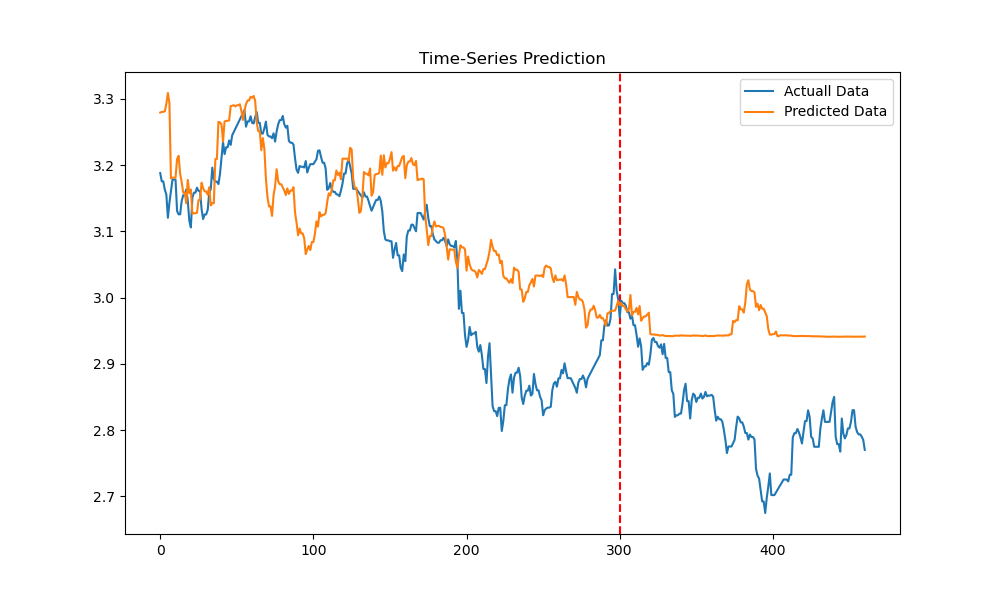 Time-Series Prediction
Actuall Data
Predicted Data
3.3
3.2
3.1
3.0
2.9
2.8
2.7
0 100 200 300 400